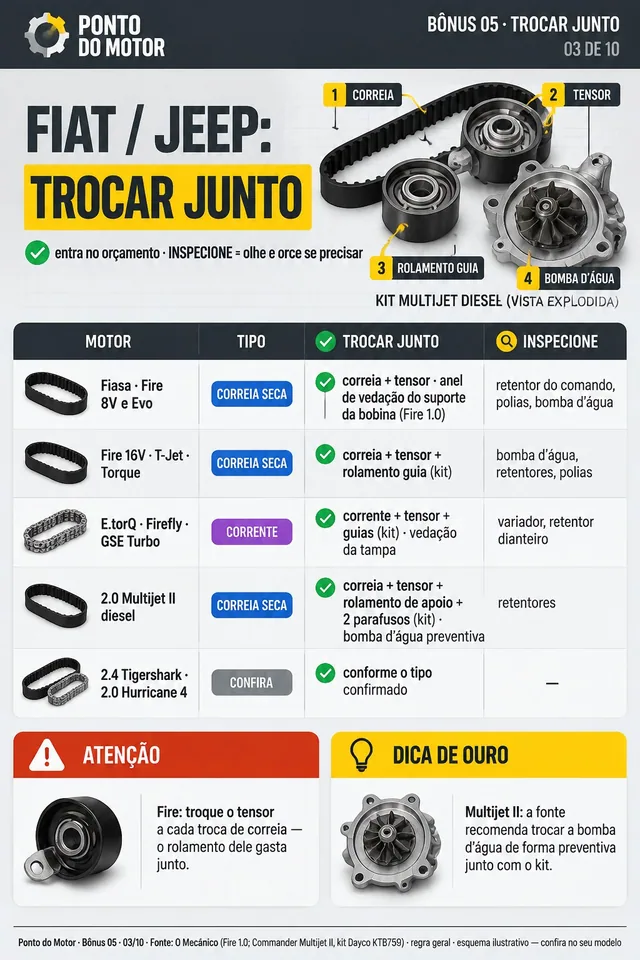 PONTO
DO MOTOR
BÔNUS 05 · TROCAR JUNTO
03 DE 10
FIAT / JEEP:
TROCAR JUNTO
entra no orçamento · INSPECIONE = olhe e orce se precisar
1 CORREIA
2 TENSOR
3 ROLAMENTO GUIA
4 BOMBA D'ÁGUA
KIT MULTIJET DIESEL (VISTA EXPLODIDA)
MOTOR TIPO TROCAR JUNTO INSPECIONE
Fiasa · Fire
8V e Evo
CORREIA SECA
correia + tensor · anel
de vedação do suporte
da bobina (Fire 1.0)
retentor do comando,
polias, bomba d'água
Fire 16V · T-Jet ·
Torque
CORREIA SECA
correia + tensor +
rolamento guia (kit)
bomba d'água,
retentores, polias
E.torQ · Firefly ·
GSE Turbo
CORRENTE
corrente + tensor +
guias (kit) · vedação
da tampa
variador, retentor
dianteiro
2.0 Multijet II
diesel
CORREIA SECA
correia + tensor +
rolamento de apoio +
2 parafusos (kit) ·
bomba d'água preventiva
retentores
2.4 Tigershark ·
2.0 Hurricane 4
CONFIRA
conforme o tipo
confirmado
—
ATENÇÃO
Fire: troque o tensor
a cada troca de correia —
o rolamento dele gasta
junto.
DICA DE OURO
Multijet II: a fonte
recomenda trocar a bomba
d'água de forma preventiva
junto com o kit.
Ponto do Motor · Bônus 05 · 03/10 · Fonte: O Mecánico (Fire 1.0; Commander Multijet II, kit Dayco KTB759) · regra geral · esquema ilustrativo — confira no seu modelo